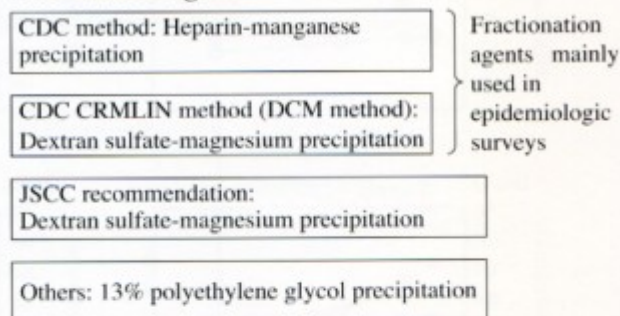 CDC method: Heparin-manganese
precipitation
CDC CRMLIN method (DCM method):
Dextran sulfate-magnesium precipitation
Fractionation
agents mainly
used in
epidemiologic
surveys
JSCC recommendation:
Dextran sulfate-magnesium precipitation
Others: 13% polyethylene glycol precipitation